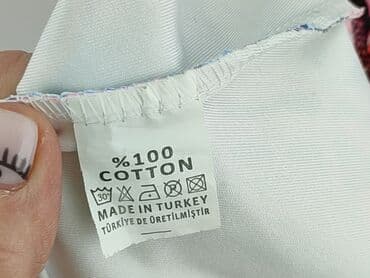 %100
COTTON
30°
MADE IN TURKEY
TÜRKİYE DE ÜRETİLMİŞTİR